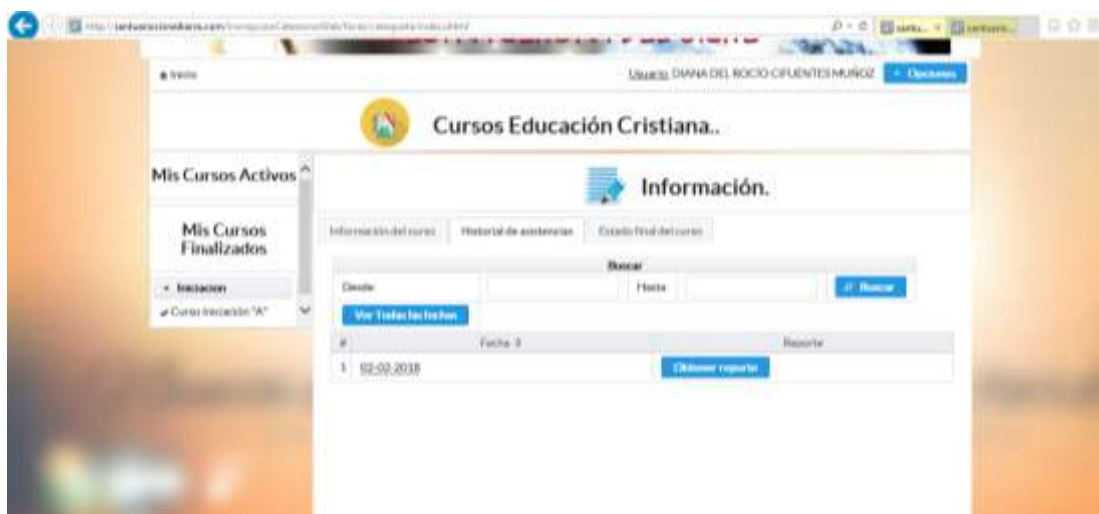 Inicio
Usuario: DIANA DEL ROCÍO CIFUENTES MUÑOZ
Opciones
Cursos Educación Cristiana..
Mis Cursos Activos
Información.
Mis Cursos
Finalizados
Información del curso
Historial de asistencias
Estado final del curso
Buscar
Iniciacion
Desde
Hasta
Buscar
Curso Iniciación "A"
Ver Todas las fechas
#
Fecha
Reporte
1
02-02-2018
Obtener reporte